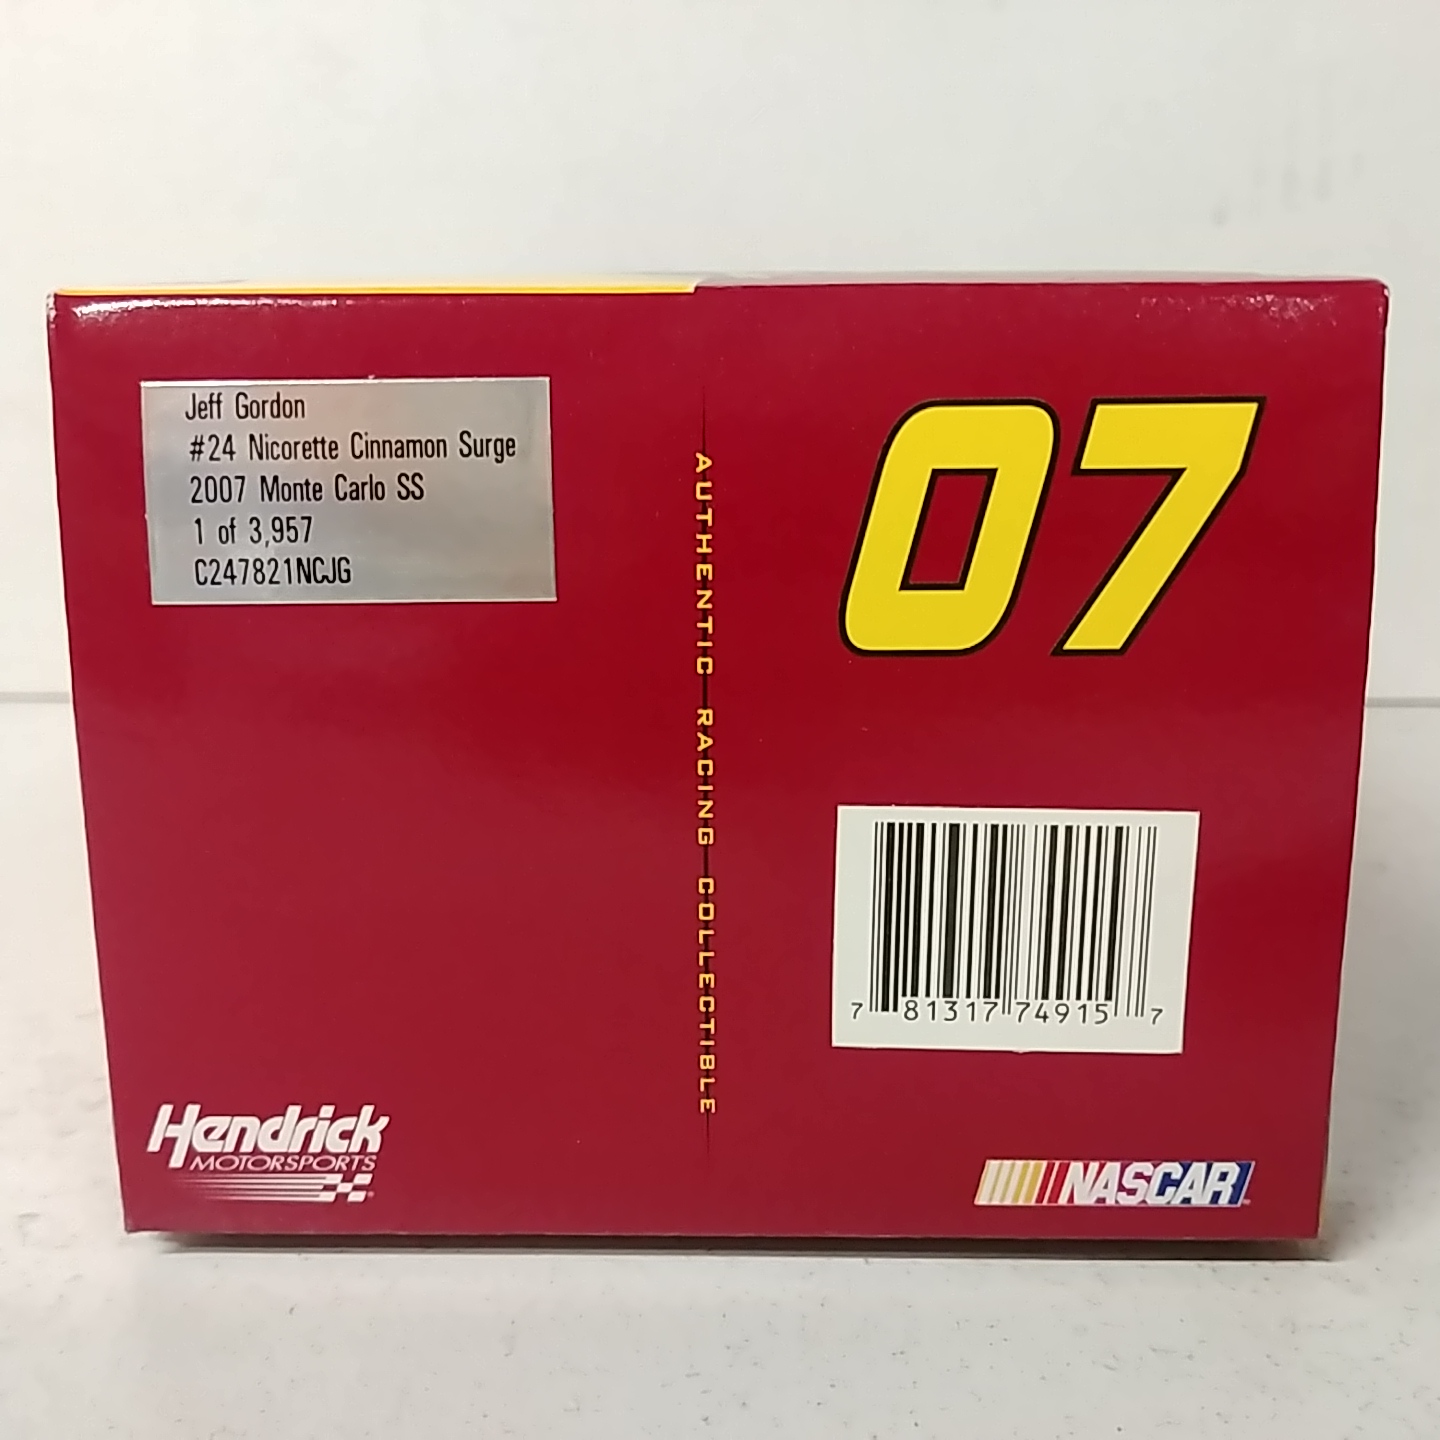 Jeff Gordon
#24 Nicorette Cinnamon Surge
2007 Monte Carlo SS
1 of 3,957
C247821NCJG
AUTHENTIC RACING COLLECTIBLE
07
7 81317 74915 7
Hendrick
MOTORSPORTS
NASCAR